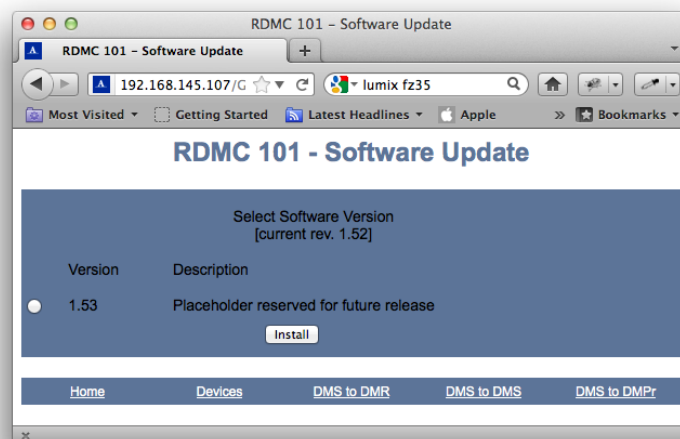 RDMC 101 - Software Update
RDMC 101 - Software Update +
192.168.145.107/G lumix fz35
Most Visited Getting Started Latest Headlines Apple » Bookmarks
RDMC 101 - Software Update
Select Software Version
[current rev. 1.52]
Version Description
1.53 Placeholder reserved for future release
Install
Home Devices DMS to DMR DMS to DMS DMS to DMPr
x